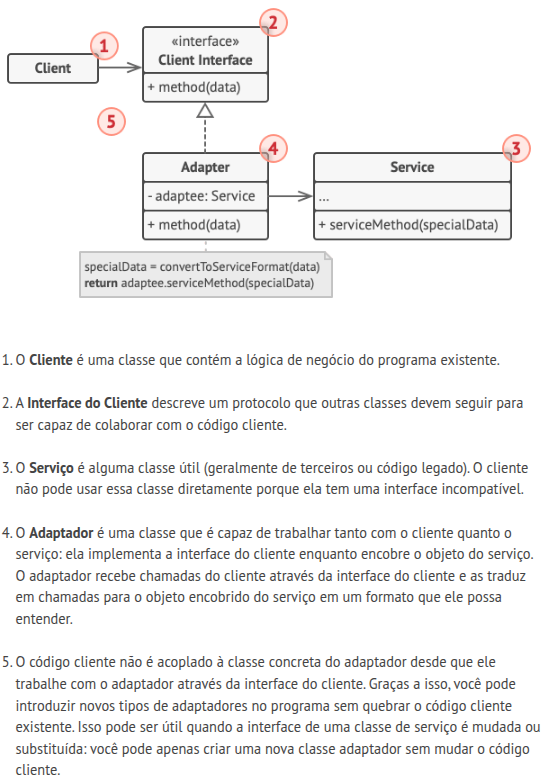 1
2
«interface»
Client Interface
Client
+ method(data)
5
4
3
Adapter
Service
- adaptee: Service
...
+ method(data)
+ serviceMethod(specialData)
specialData = convertToServiceFormat(data)
return adaptee.serviceMethod(specialData)
1. O Cliente é uma classe que contém a lógica de negócio do programa existente.
2. A Interface do Cliente descreve um protocolo que outras classes devem seguir para
ser capaz de colaborar com o código cliente.
3. O Serviço é alguma classe útil (geralmente de terceiros ou código legado). O cliente
não pode usar essa classe diretamente porque ela tem uma interface incompatível.
4. O Adaptador é uma classe que é capaz de trabalhar tanto com o cliente quanto o
serviço: ela implementa a interface do cliente enquanto encobre o objeto do serviço.
O adaptador recebe chamadas do cliente através da interface do cliente e as traduz
em chamadas para o objeto encobrido do serviço em um formato que ele possa
entender.
5. O código cliente não é acoplado à classe concreta do adaptador desde que ele
trabalhe com o adaptador através da interface do cliente. Graças a isso, você pode
introduzir novos tipos de adaptadores no programa sem quebrar o código cliente
existente. Isso pode ser útil quando a interface de uma classe de serviço é mudada ou
substituída: você pode apenas criar uma nova classe adaptador sem mudar o código
cliente.